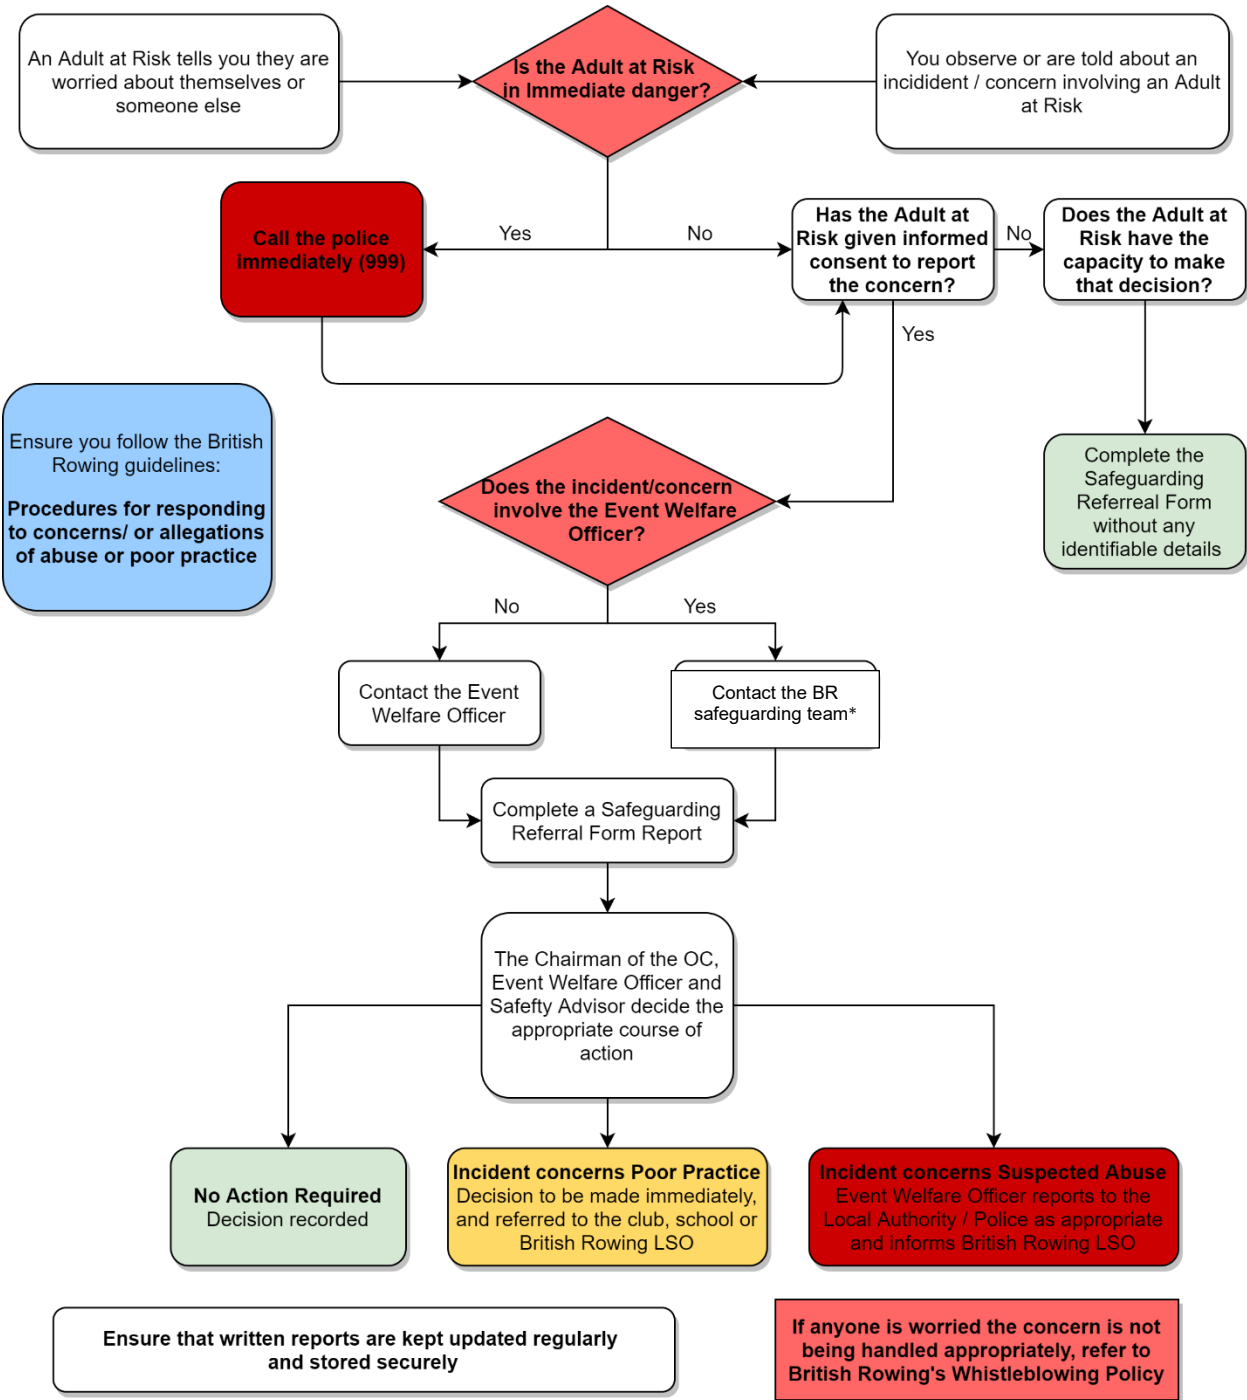 An Adult at Risk tells you they are
worried about themselves or
someone else
Is the Adult at Risk
in Immediate danger?
You observe or are told about an
incidident / concern involving an Adult
at Risk
Call the police
immediately (999)
Yes
No
Has the Adult at
Risk given informed
consent to report
the concern?
No
Does the Adult at
Risk have the
capacity to make
that decision?
Yes
Ensure you follow the British
Rowing guidelines:
Procedures for responding
to concerns/ or allegations
of abuse or poor practice
Does the incident/concern
involve the Event Welfare
Officer?
Complete the
Safeguarding
Referreal Form
without any
identifiable details
No
Yes
Contact the Event
Welfare Officer
Contact the BR
safeguarding team*
Complete a Safeguarding
Referral Form Report
The Chairman of the OC,
Event Welfare Officer and
Safefty Advisor decide the
appropriate course of
action
No Action Required
Decision recorded
Incident concerns Poor Practice
Decision to be made immediately,
and referred to the club, school or
British Rowing LSO
Incident concerns Suspected Abuse
Event Welfare Officer reports to the
Local Authority / Police as appropriate
and informs British Rowing LSO
Ensure that written reports are kept updated regularly
and stored securely
If anyone is worried the concern is not
being handled appropriately, refer to
British Rowing's Whistleblowing Policy